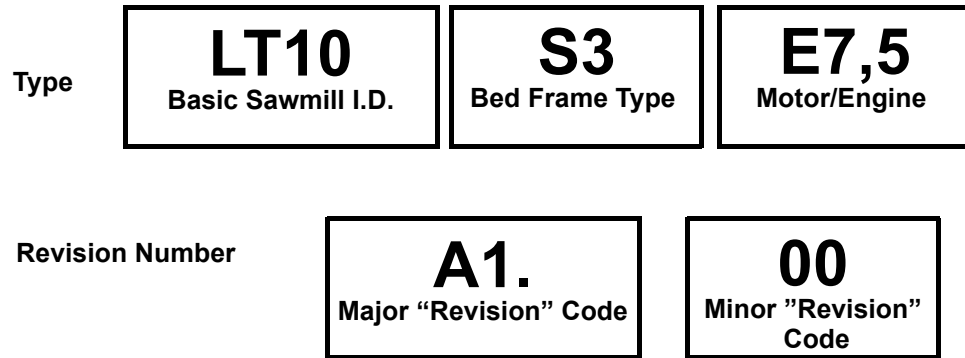 Type
LT10
Basic Sawmill I.D.
S3
Bed Frame Type
E7,5
Motor/Engine
Revision Number
A1.
Major “Revision” Code
00
Minor ”Revision”
Code